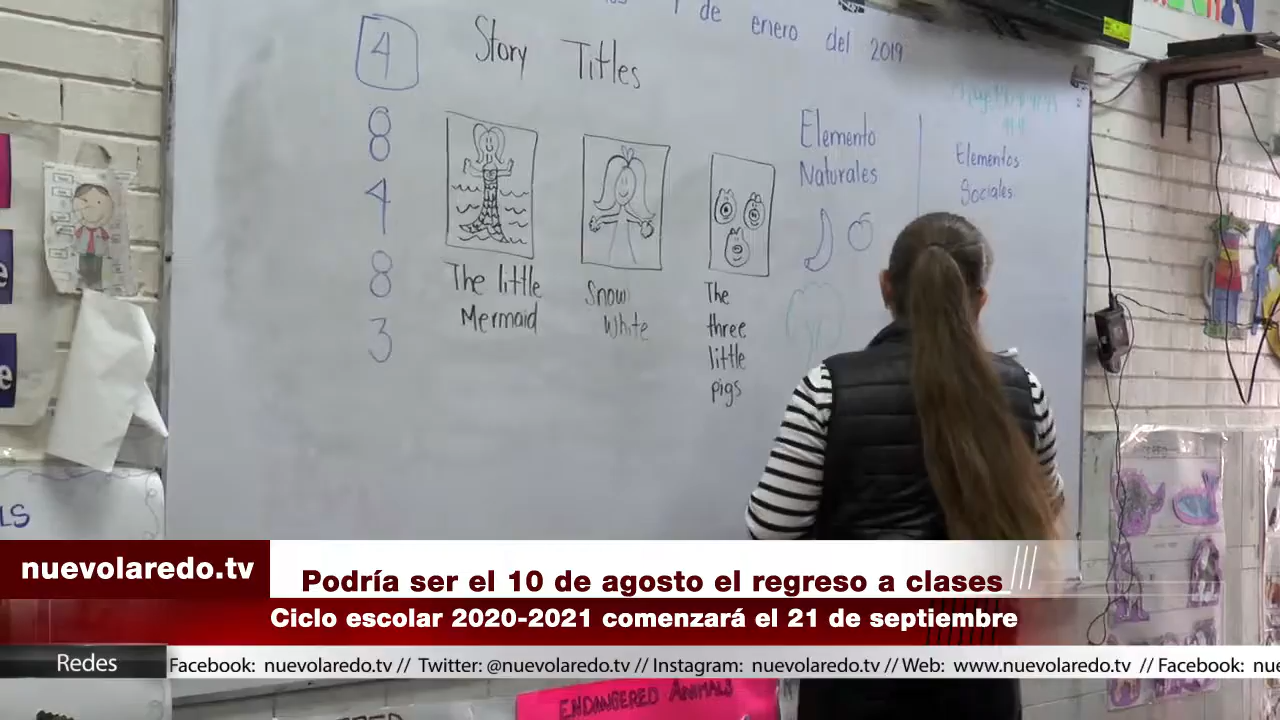 de enero del 2019
4
Story Titles
8
8
4
8
3
The little
Mermaid
Snow
White
The
three
little
pigs
Elemento
Naturales
Elementos
Sociales
e
e
LS
nuevolaredo.tv
Podría ser el 10 de agosto el regreso a clases
Ciclo escolar 2020-2021 comenzará el 21 de septiembre
Redes
Facebook: nuevolaredo.tv // Twitter: @nuevolaredo.tv // Instagram: nuevolaredo.tv // Web: www.nuevolaredo.tv // Facebook: nue
ENDANGERED ANIMALS